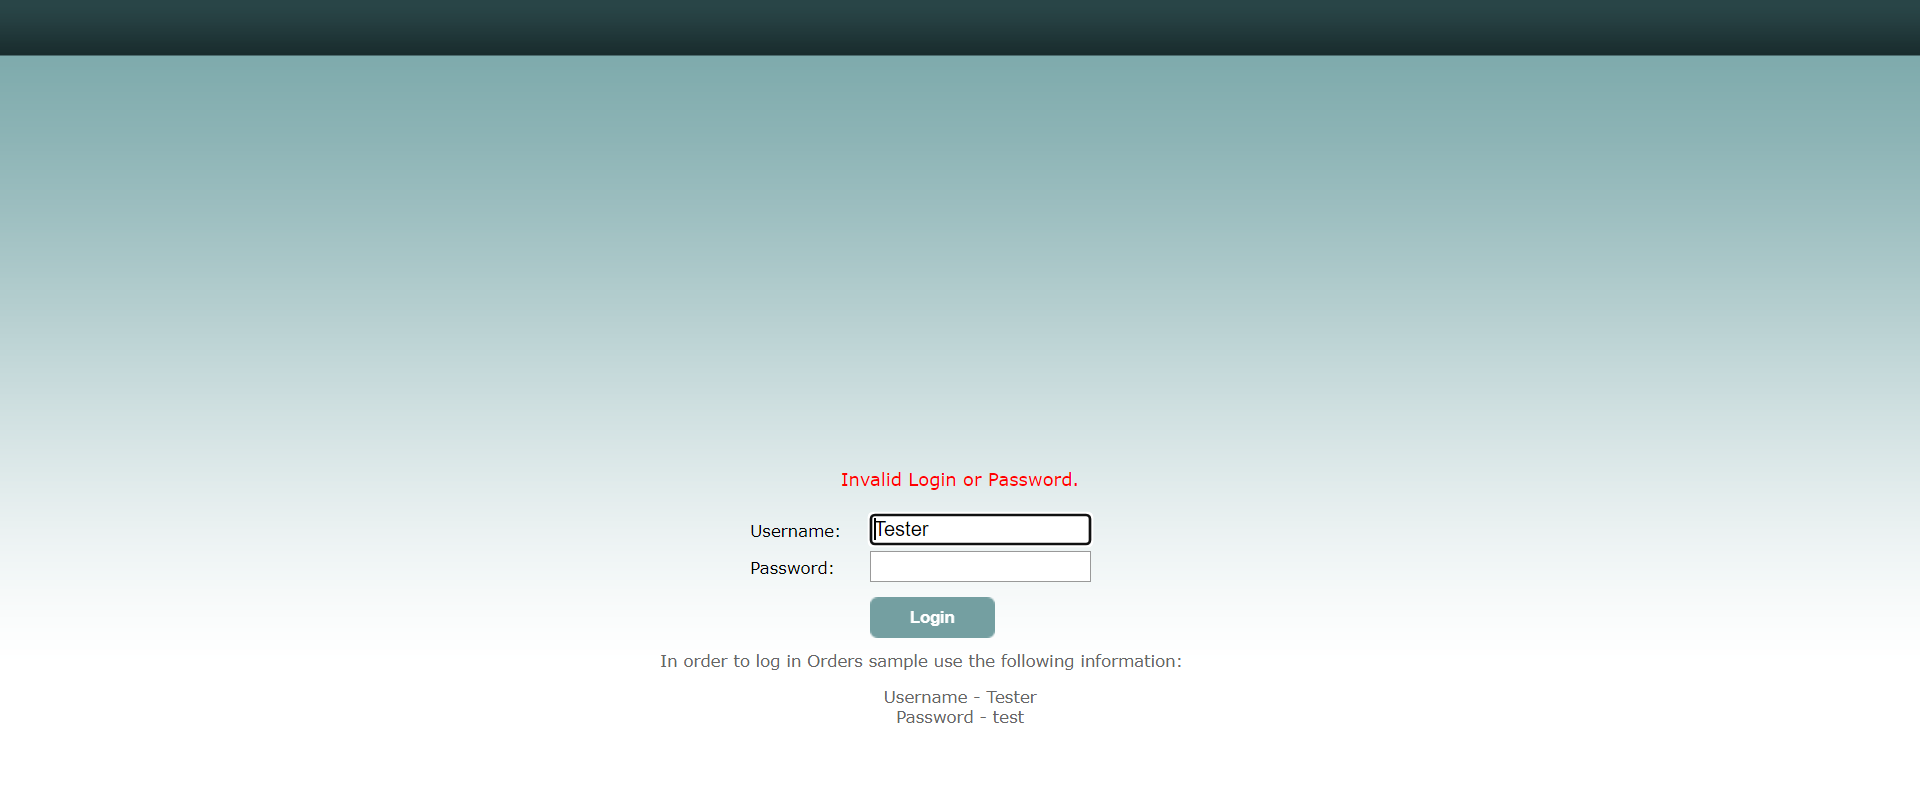 Invalid Login or Password.
Username: Tester
Password:
Login
In order to log in Orders sample use the following information:
Username - Tester
Password - test